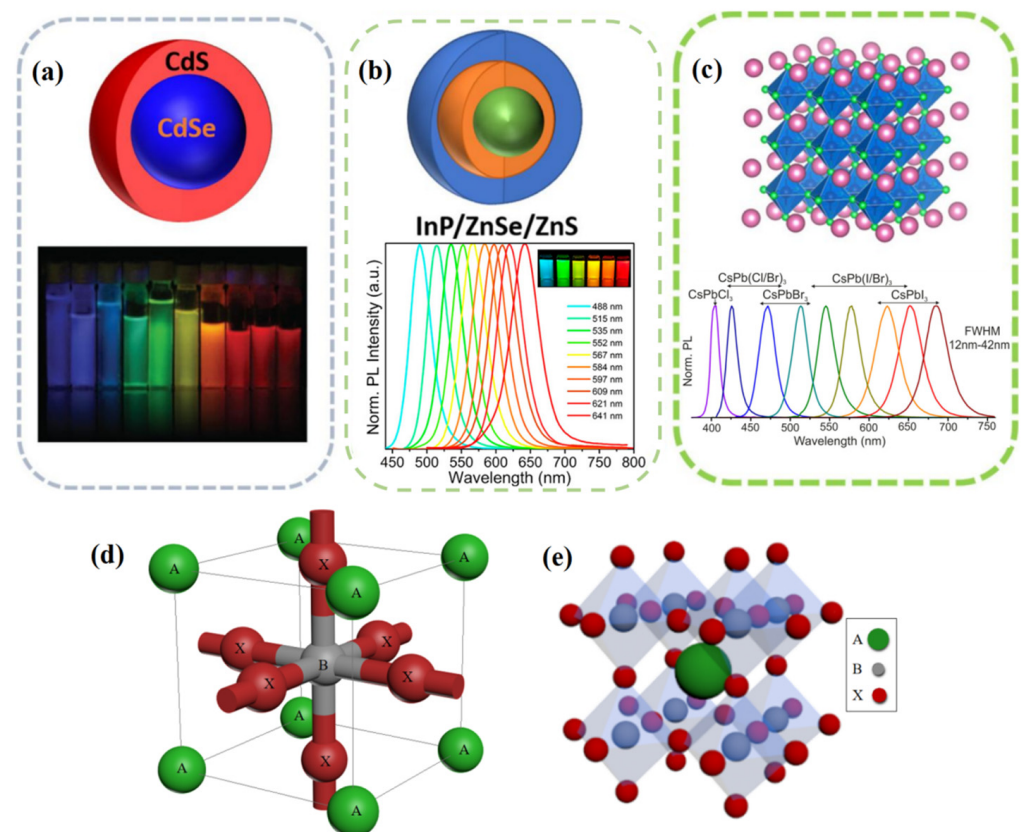 (a)
CdS
CdSe
(b)
InP/ZnSe/ZnS
Norm. PL Intensity (a.u.)
488 nm
515 nm
535 nm
552 nm
567 nm
584 nm
597 nm
609 nm
621 nm
641 nm
450 500 550 600 650 700 750 800
Wavelength (nm)
(c)
CsPb(Cl/Br)₃ CsPb(I/Br)₃
CsPbCl₃ CsPbBr₃ CsPbI₃
FWHM
12nm-42nm
Norm. PL
400 450 500 550 600 650 700 750
Wavelength (nm)
(d)
A
A
A
X
A
X
X
B
X
X
A
A
X
A
A
(e)
A
B
X